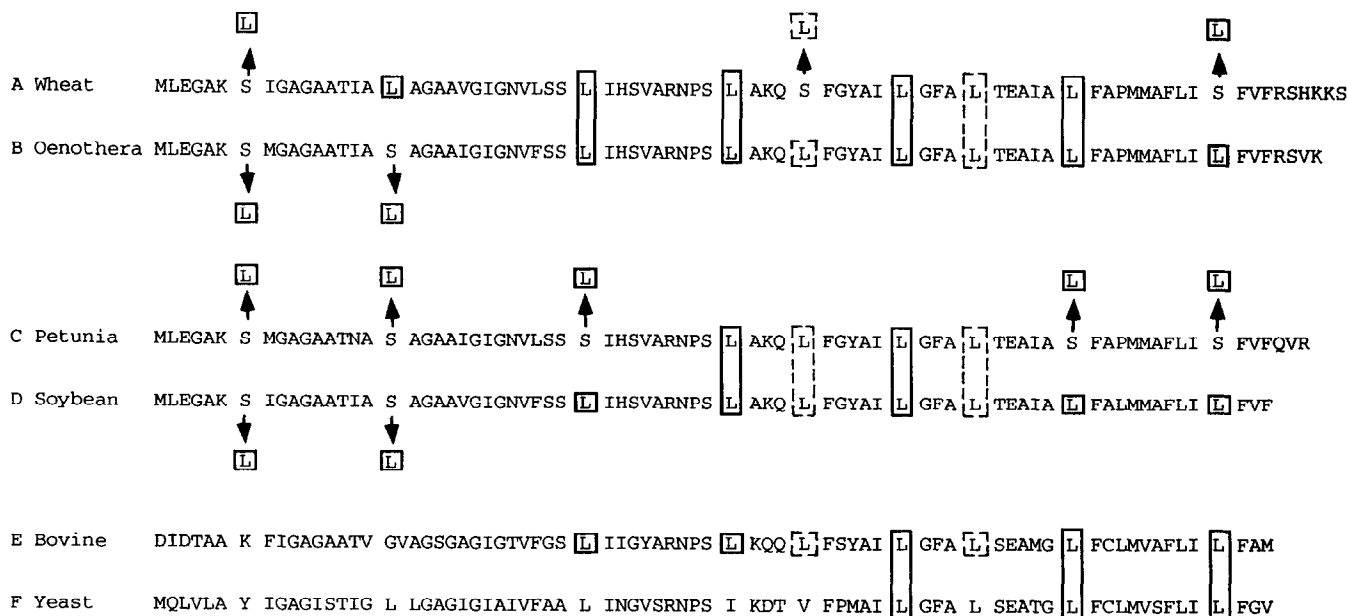 L L L
A Wheat MLEGAK S IGAGAATIA L AGAAVGIGNVLSS L IHSVARNPS L AKQ S FGYAI L GFA L TEAIA L FAPMMAFLI S FVFRSHKKS
B Oenothera MLEGAK S MGAGAATIA S AGAAIGIGNVFSS L IHSVARNPS L AKQ L FGYAI L GFA L TEAIA L FAPMMAFLI L FVFRSVK
L L
L L L L L
C Petunia MLEGAK S MGAGAATNA S AGAAIGIGNVLSS S IHSVARNPS L AKQ L FGYAI L GFA L TEAIA S FAPMMAFLI S FVFQVR
D Soybean MLEGAK S IGAGAATIA S AGAAVGIGNVFSS L IHSVARNPS L AKQ L FGYAI L GFA L TEAIA L FALMMAFLI L FVF
L L
E Bovine DIDTAA K FIGAGAATV GVAGSGAGIGTVFGS L IIGYARNPS L KQQ L FSYAI L GFA L SEAMG L FCLMVAFLI L FAM
F Yeast MQLVLA Y IGAGISTIG L LGAGIGIAIVFAA L INGVSRNPS I KDT V FPMAI L GFA L SEATG L FCLMVSFLI L FGV